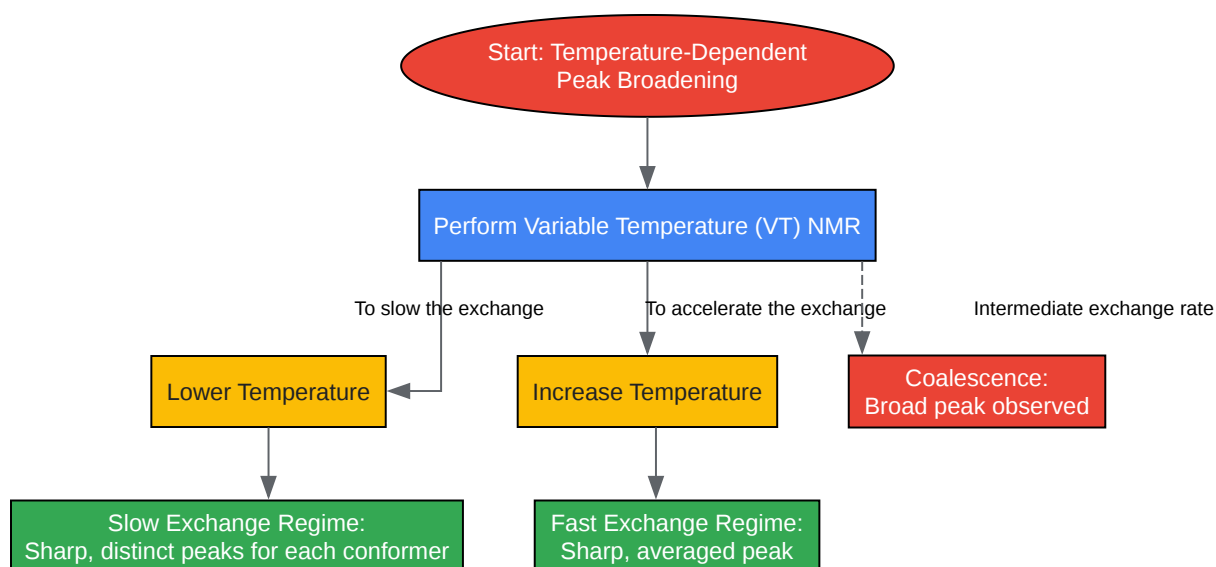 Start: Temperature-Dependent
Peak Broadening
Perform Variable Temperature (VT) NMR
To slow the exchange
To accelerate the exchange
Intermediate exchange rate
Lower Temperature
Increase Temperature
Coalescence:
Broad peak observed
Slow Exchange Regime:
Sharp, distinct peaks for each conformer
Fast Exchange Regime:
Sharp, averaged peak